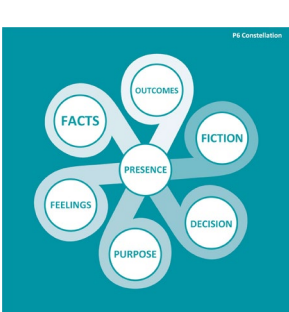 P6 Constellation
OUTCOMES
FACTS
FICTION
PRESENCE
FEELINGS
DECISION
PURPOSE